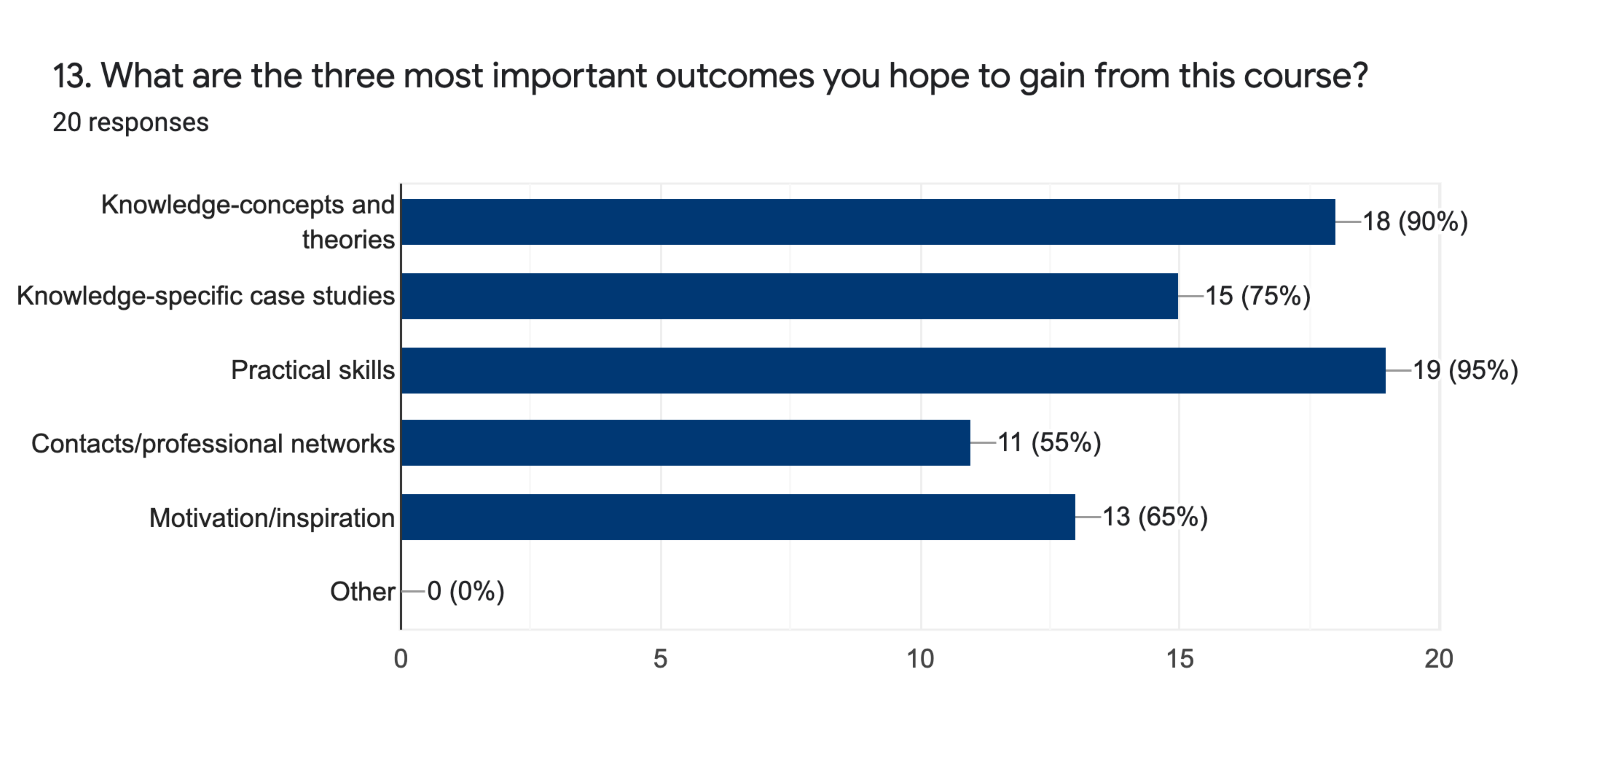 13. What are the three most important outcomes you hope to gain from this course?
20 responses
Knowledge-concepts and
theories
18 (90%)
Knowledge-specific case studies
15 (75%)
Practical skills
19 (95%)
Contacts/professional networks
11 (55%)
Motivation/inspiration
13 (65%)
Other
0 (0%)
0 5 10 15 20